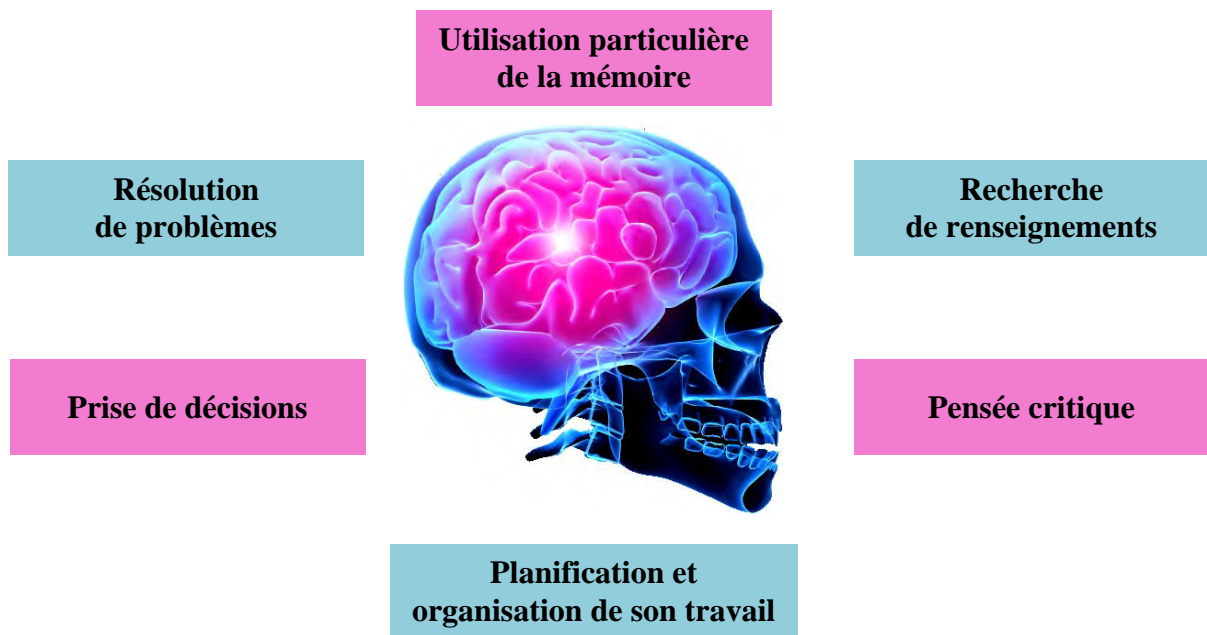 Utilisation particulière
de la mémoire
Résolution
de problèmes
Recherche
de renseignements
Prise de décisions
Pensée critique
Planification et
organisation de son travail